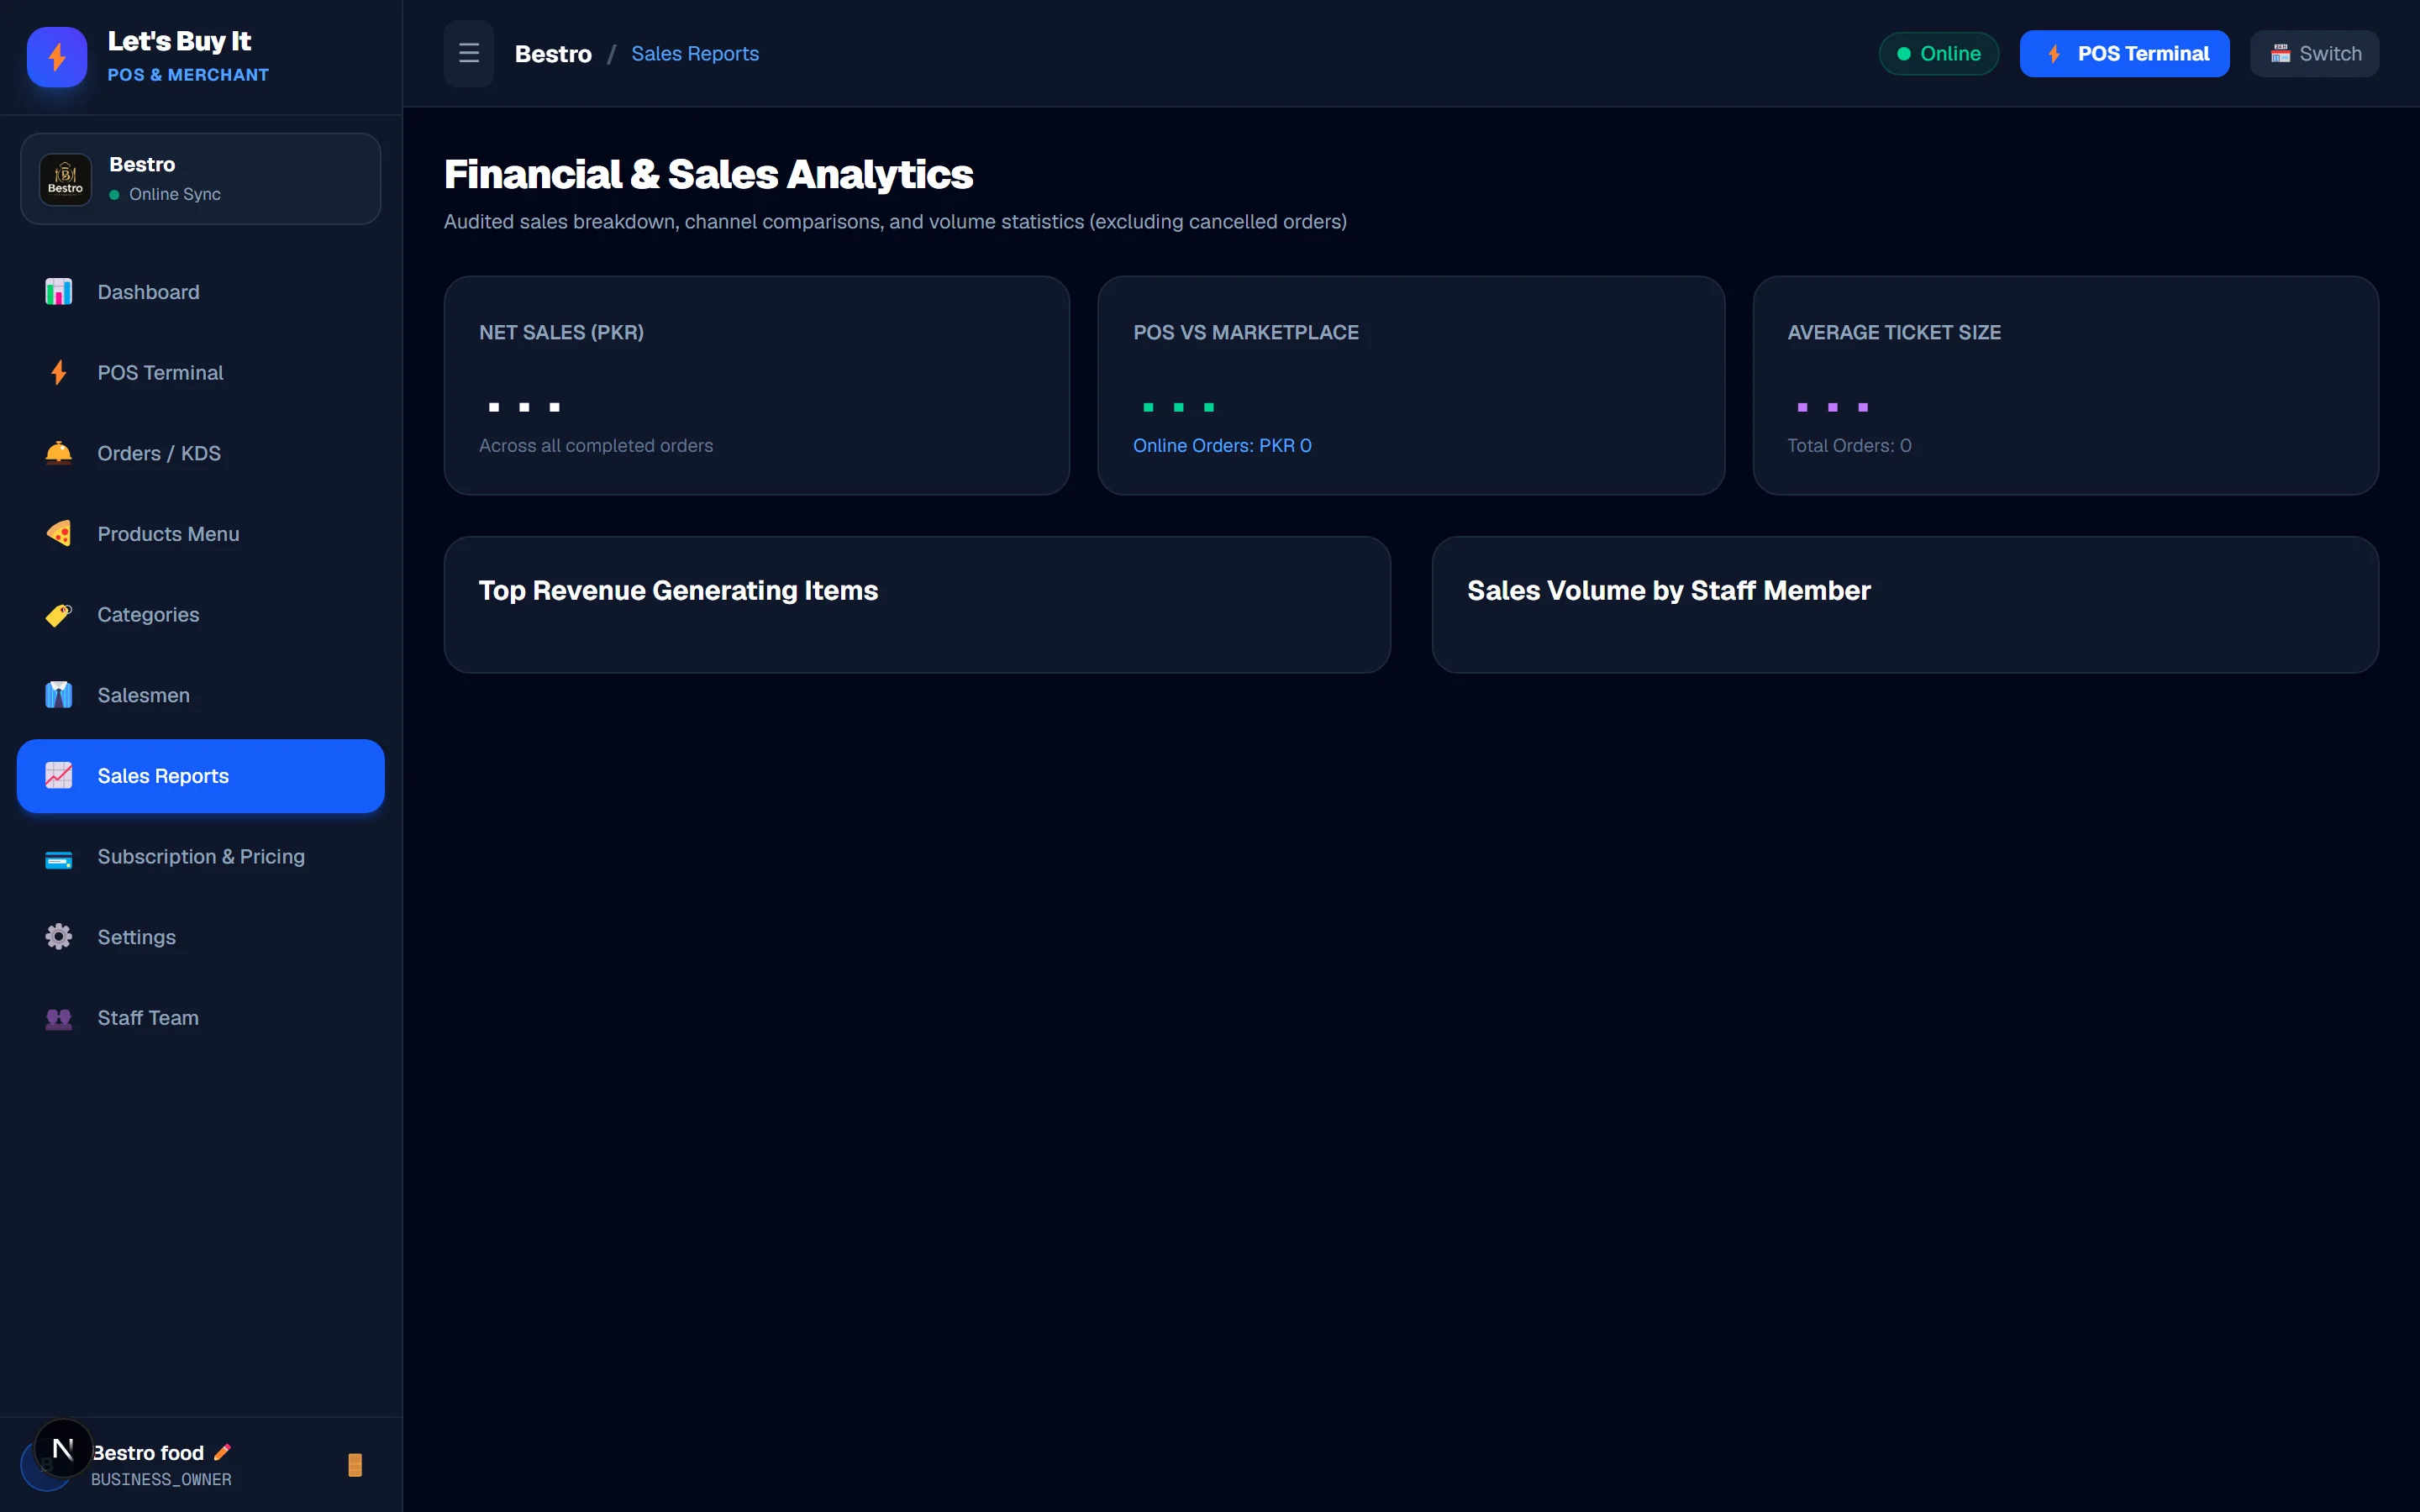 Let's Buy It
POS & MERCHANT
Bestro
Bestro
Online Sync
Dashboard
POS Terminal
Orders / KDS
Products Menu
Categories
Salesmen
Sales Reports
Subscription & Pricing
Settings
Staff Team
N
Bestro food
BUSINESS_OWNER
☰
Bestro / Sales Reports
Online
POS Terminal
Switch
Financial & Sales Analytics
Audited sales breakdown, channel comparisons, and volume statistics (excluding cancelled orders)
NET SALES (PKR)
...
Across all completed orders
POS VS MARKETPLACE
...
Online Orders: PKR 0
AVERAGE TICKET SIZE
...
Total Orders: 0
Top Revenue Generating Items
Sales Volume by Staff Member